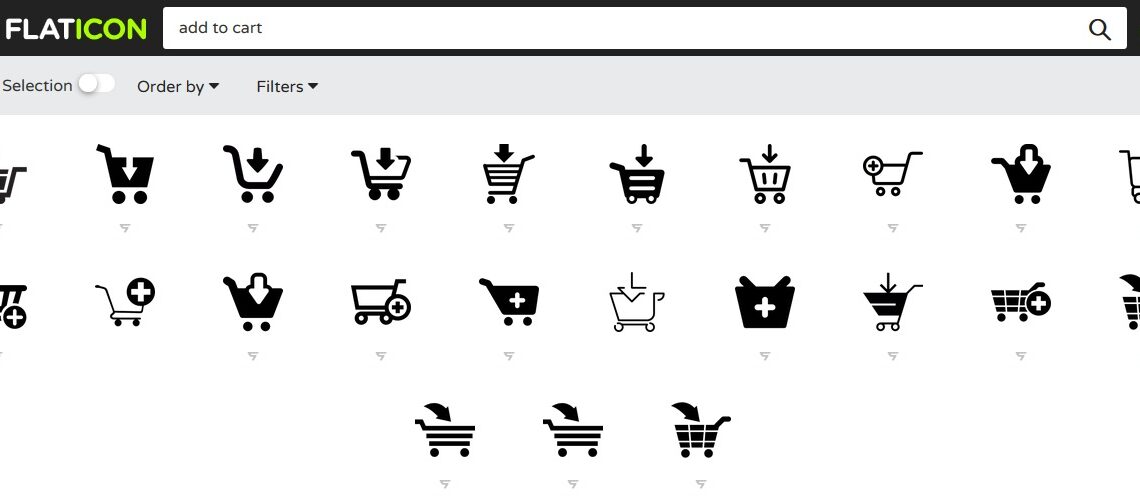 FLATICON
add to cart
Selection
Order by
Filters